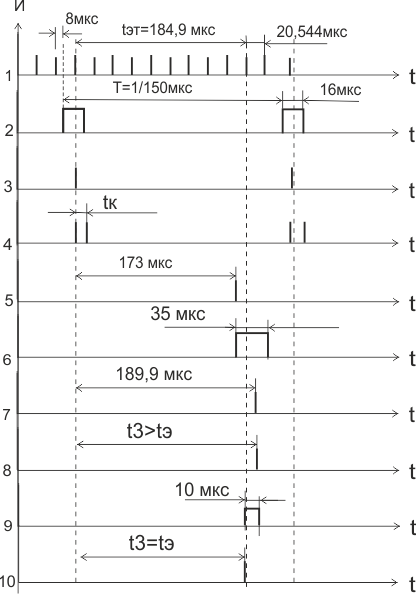 И
8мкс
tэт=184,9 мкс
20,544мкс
1
t
T=1/150мкс
16мкс
2
t
3
t
tк
4
t
173 мкс
5
t
35 мкс
6
t
189,9 мкс
7
t
t3>tэ
8
t
10 мкс
9
t
t3=tэ
10
t